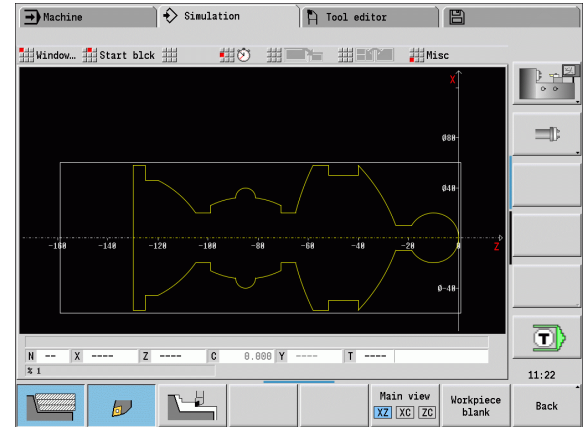 Machine
Simulation
Tool editor
Window...
Start blck
Misc
X
Ø80
Ø40
-160 -140 -120 -100 -80 -60 -40 -20 0 Z
Ø-40
N -- X ---- Z ---- C 0.000 Y ---- T ----
% 1
T
11:22
Main view
XZ XC ZC
Workpiece
blank
Back